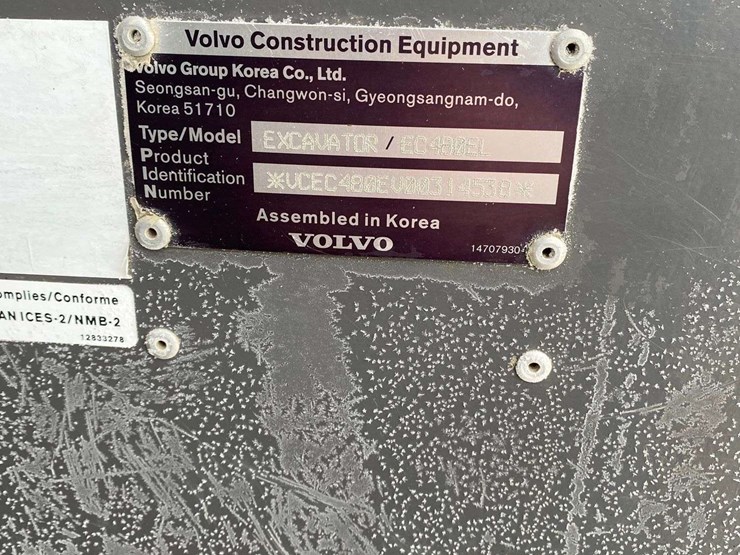 Volvo Construction Equipment
Volvo Group Korea Co., Ltd.
Seongsan-gu, Changwon-si, Gyeongsangnam-do,
Korea 51710
Type/Model EXCAVATOR / EC480EL
Product
Identification
Number
Assembled in Korea
VOLVO
14707930
omplies/Conforme
AN ICES-2/NMB-2
12833278